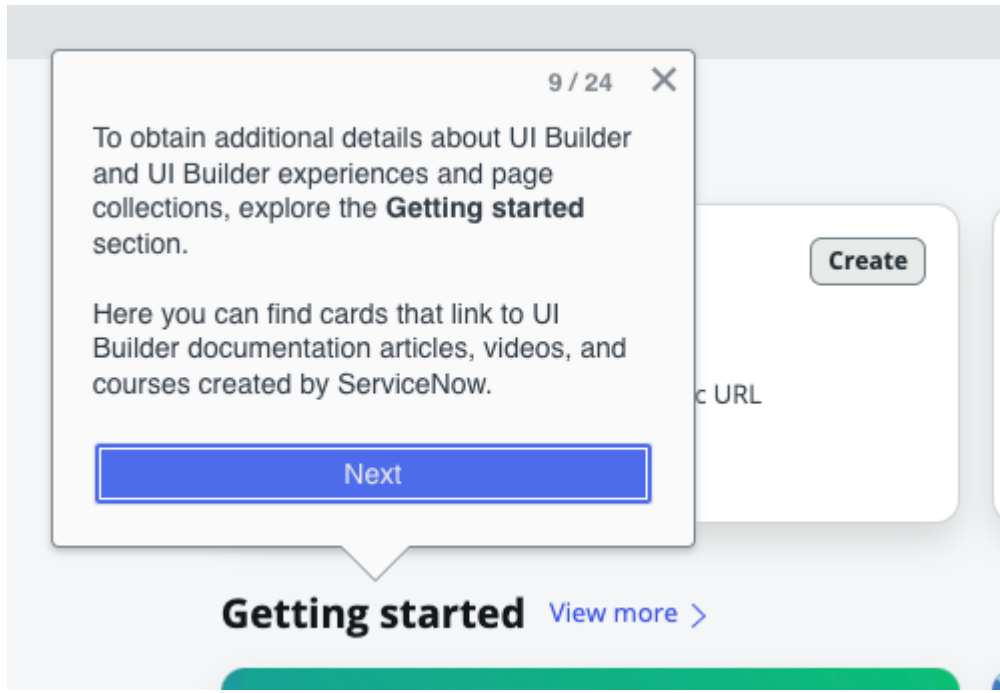 9 / 24
To obtain additional details about UI Builder
and UI Builder experiences and page
collections, explore the Getting started
section.
Here you can find cards that link to UI
Builder documentation articles, videos, and
courses created by ServiceNow.
Next
Create
c URL
Getting started View more